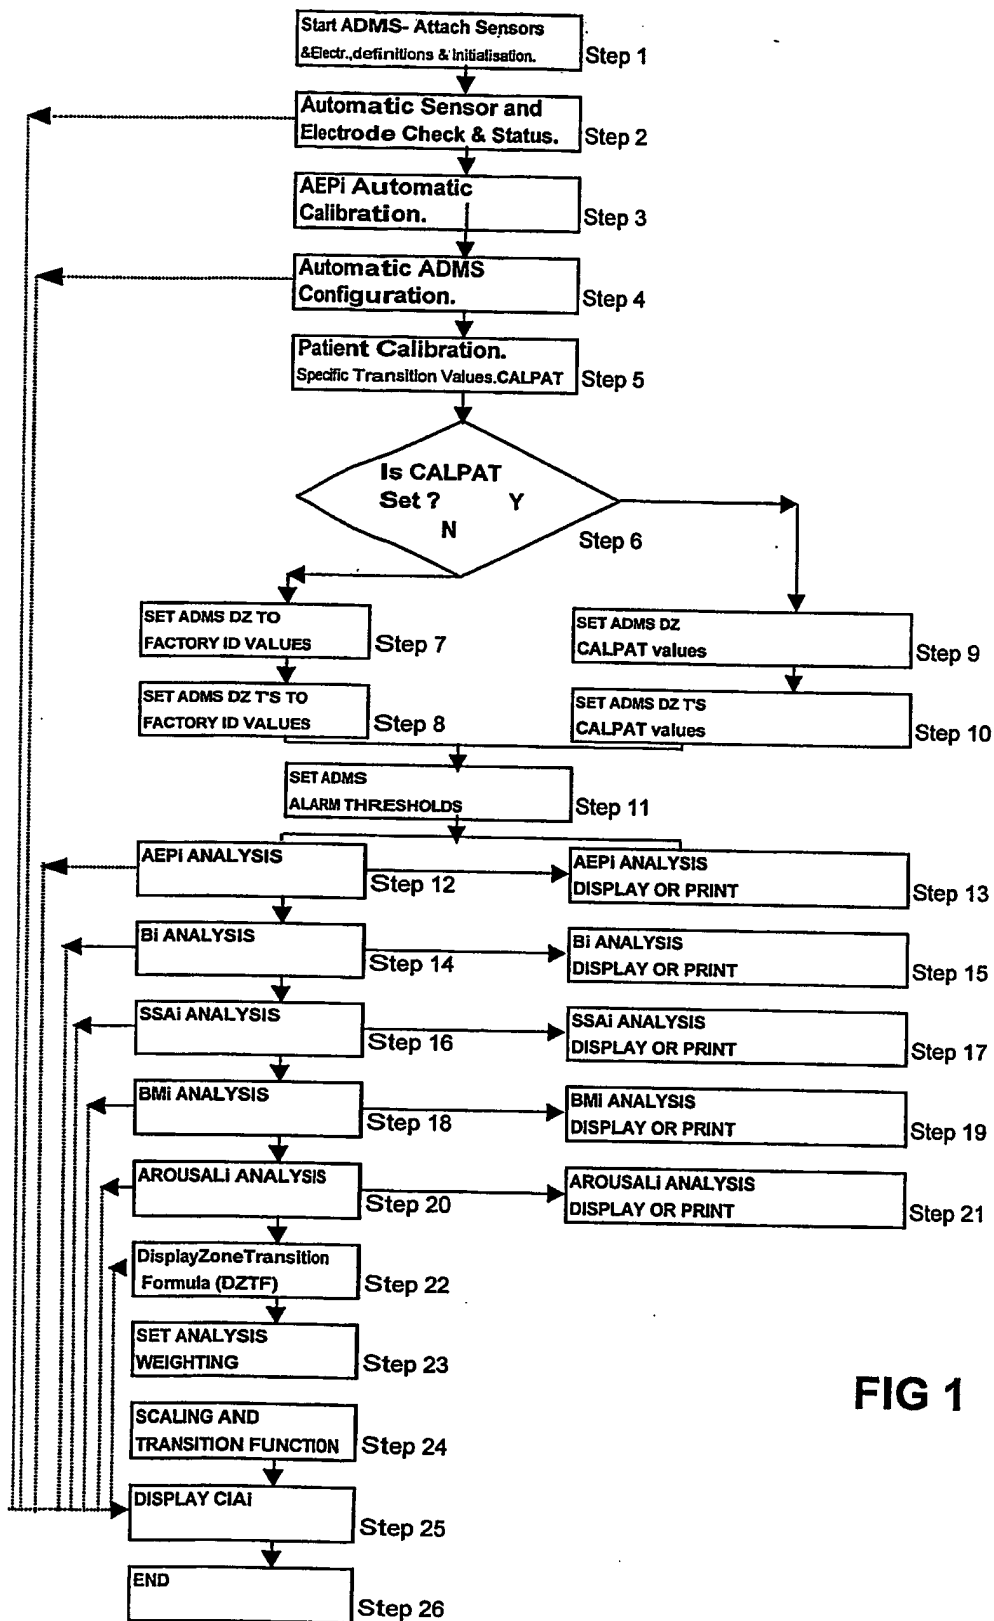 Start ADMS- Attach Sensors
&Electr.,definitions & Initialisation.
Step 1
Automatic Sensor and
Electrode Check & Status.
Step 2
AEPi Automatic
Calibration.
Step 3
Automatic ADMS
Configuration.
Step 4
Patient Calibration.
Specific Transition Values.CALPAT
Step 5
Is CALPAT
Set ?
Y
N
Step 6
SET ADMS DZ TO
FACTORY ID VALUES
Step 7
SET ADMS DZ
CALPAT values
Step 9
SET ADMS DZ T'S TO
FACTORY ID VALUES
Step 8
SET ADMS DZ T'S
CALPAT values
Step 10
SET ADMS
ALARM THRESHOLDS
Step 11
AEPi ANALYSIS
Step 12
AEPi ANALYSIS
DISPLAY OR PRINT
Step 13
Bi ANALYSIS
Step 14
Bi ANALYSIS
DISPLAY OR PRINT
Step 15
SSAi ANALYSIS
Step 16
SSAi ANALYSIS
DISPLAY OR PRINT
Step 17
BMi ANALYSIS
Step 18
BMi ANALYSIS
DISPLAY OR PRINT
Step 19
AROUSALi ANALYSIS
Step 20
AROUSALi ANALYSIS
DISPLAY OR PRINT
Step 21
DisplayZoneTransition
Formula (DZTF)
Step 22
SET ANALYSIS
WEIGHTING
Step 23
SCALING AND
TRANSITION FUNCTION
Step 24
DISPLAY CIAi
Step 25
END
Step 26
FIG 1